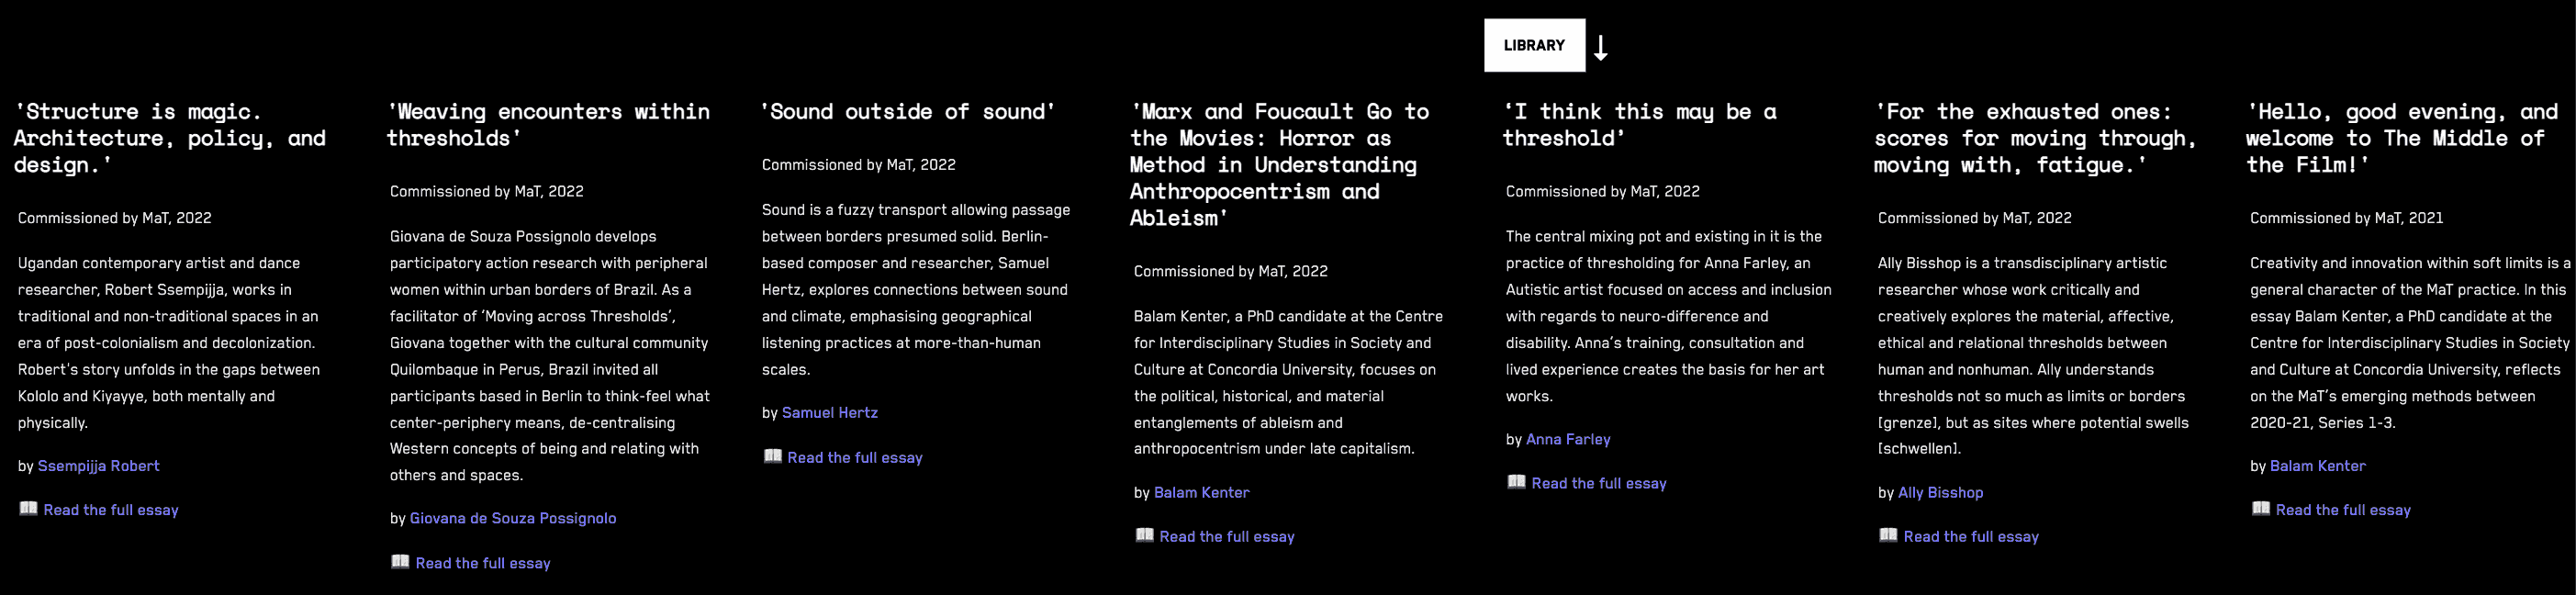 LIBRARY ↓
'Structure is magic.
Architecture, policy, and
design.'
Commissioned by MaT, 2022
Ugandan contemporary artist and dance
researcher, Robert Ssempijja, works in
traditional and non-traditional spaces in an
era of post-colonialism and decolonization.
Robert's story unfolds in the gaps between
Kololo and Kiyayye, both mentally and
physically.
by Ssempijja Robert
📖 Read the full essay
'Weaving encounters within
thresholds'
Commissioned by MaT, 2022
Giovana de Souza Possignolo develops
participatory action research with peripheral
women within urban borders of Brazil. As a
facilitator of ‘Moving across Thresholds’,
Giovana together with the cultural community
Quilombaque in Perus, Brazil invited all
participants based in Berlin to think-feel what
center-periphery means, de-centralising
Western concepts of being and relating with
others and spaces.
by Giovana de Souza Possignolo
📖 Read the full essay
'Sound outside of sound'
Commissioned by MaT, 2022
Sound is a fuzzy transport allowing passage
between borders presumed solid. Berlin-
based composer and researcher, Samuel
Hertz, explores connections between sound
and climate, emphasising geographical
listening practices at more-than-human
scales.
by Samuel Hertz
📖 Read the full essay
'Marx and Foucault Go to
the Movies: Horror as
Method in Understanding
Anthropocentrism and
Ableism'
Commissioned by MaT, 2022
Balam Kenter, a PhD candidate at the Centre
for Interdisciplinary Studies in Society and
Culture at Concordia University, focuses on
the political, historical, and material
entanglements of ableism and
anthropocentrism under late capitalism.
by Balam Kenter
📖 Read the full essay
‘I think this may be a
threshold’
Commissioned by MaT, 2022
The central mixing pot and existing in it is the
practice of thresholding for Anna Farley, an
Autistic artist focused on access and inclusion
with regards to neuro-difference and
disability. Anna’s training, consultation and
lived experience creates the basis for her art
works.
by Anna Farley
📖 Read the full essay
'For the exhausted ones:
scores for moving through,
moving with, fatigue.'
Commissioned by MaT, 2022
Ally Bisshop is a transdisciplinary artistic
researcher whose work critically and
creatively explores the material, affective,
ethical and relational thresholds between
human and nonhuman. Ally understands
thresholds not so much as limits or borders
[grenze], but as sites where potential swells
[schwellen].
by Ally Bisshop
📖 Read the full essay
'Hello, good evening, and
welcome to The Middle of
the Film!'
Commissioned by MaT, 2021
Creativity and innovation within soft limits is a
general character of the MaT practice. In this
essay Balam Kenter, a PhD candidate at the
Centre for Interdisciplinary Studies in Society
and Culture at Concordia University, reflects
on the MaT’s emerging methods between
2020-21, Series 1-3.
by Balam Kenter
📖 Read the full essay